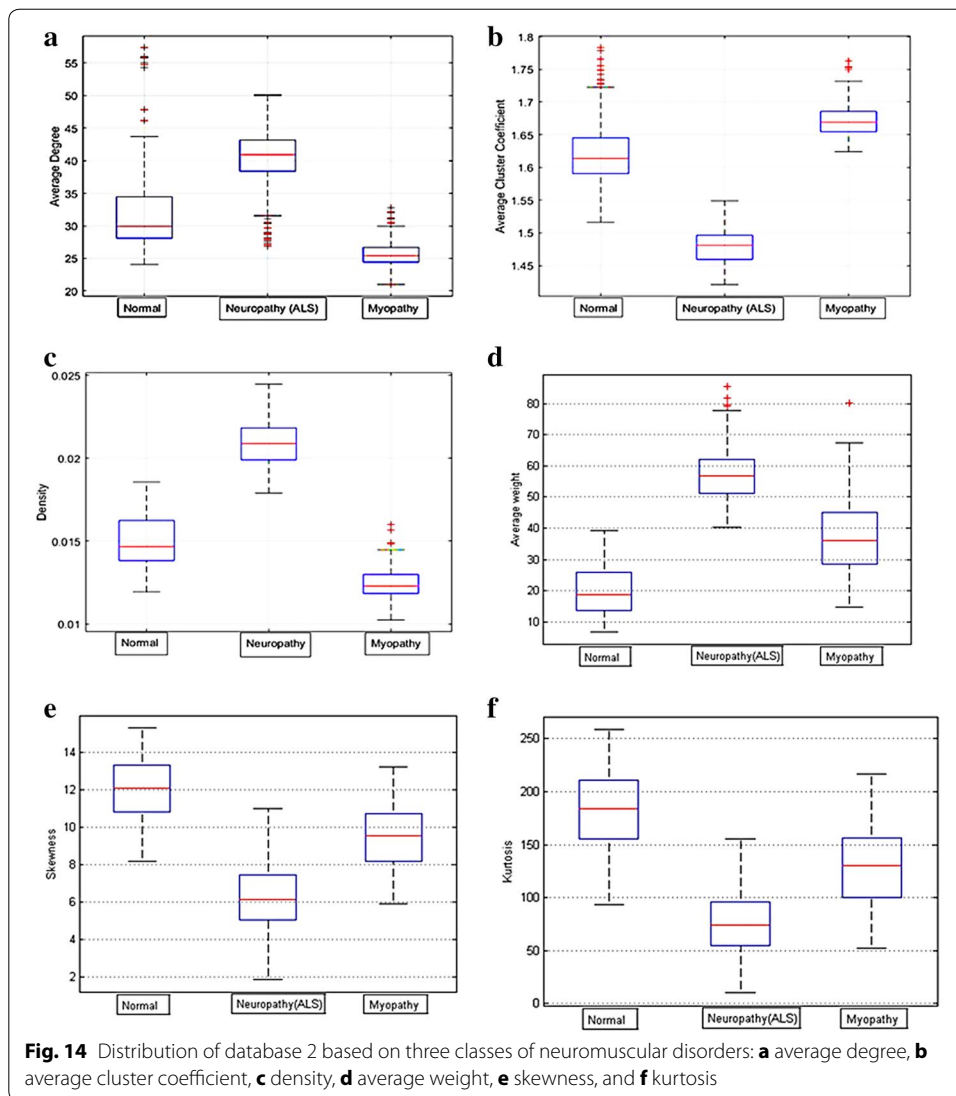 a
Average Degree
55
50
45
40
35
30
25
20
Normal
Neuropathy (ALS)
Myopathy
b
Average Cluster Coefficient
1.8
1.75
1.7
1.65
1.6
1.55
1.5
1.45
Normal
Neuropathy (ALS)
Myopathy
c
Density
0.025
0.02
0.015
0.01
Normal
Neuropathy
Myopathy
d
Average weight
80
70
60
50
40
30
20
10
Normal
Neuropathy(ALS)
Myopathy
e
Skewness
14
12
10
8
6
4
2
Normal
Neuropathy(ALS)
Myopathy
f
Kurtosis
250
200
150
100
50
0
Normal
Neuropathy(ALS)
Myopathy
Fig. 14 Distribution of database 2 based on three classes of neuromuscular disorders: a average degree, b
average cluster coefficient, c density, d average weight, e skewness, and f kurtosis